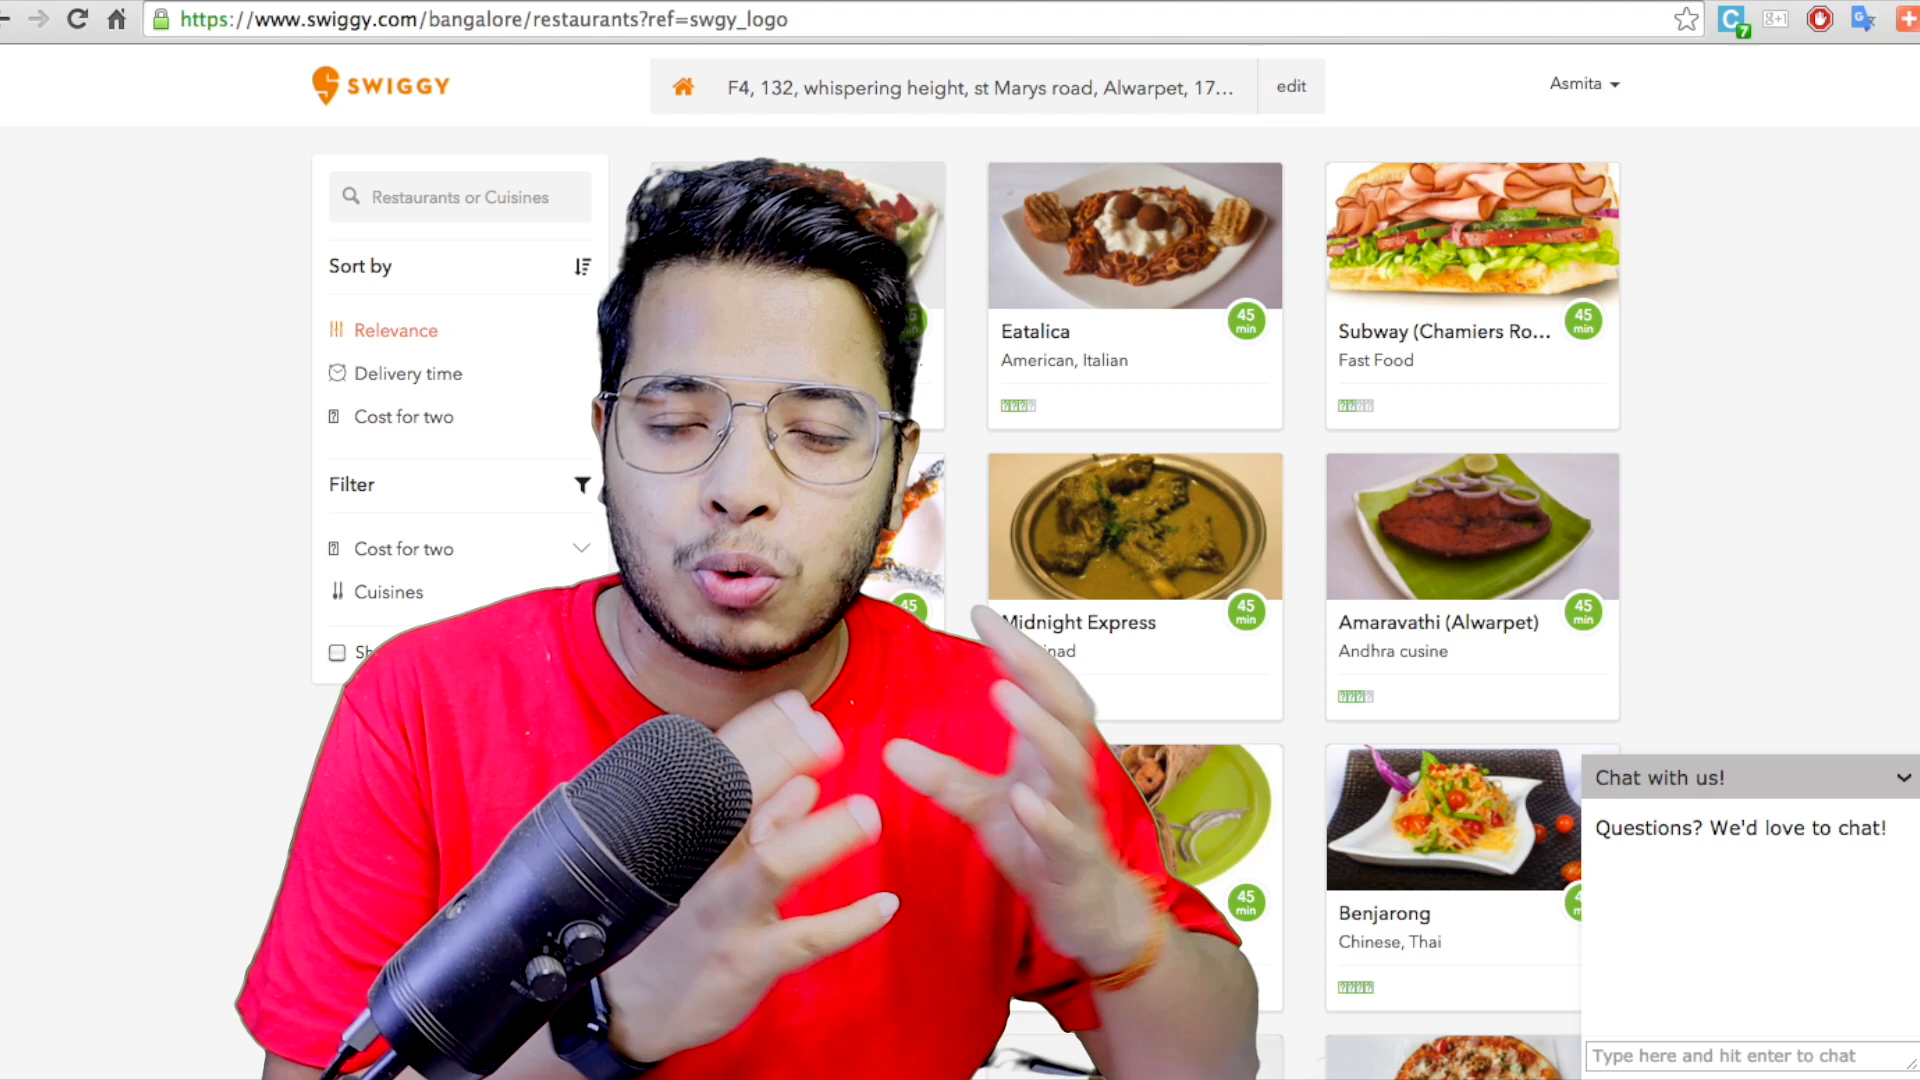 https://www.swiggy.com/bangalore/restaurants?ref=swgy_logo
SWIGGY
F4, 132, whispering height, st Marys road, Alwarpet, 17...
edit
Asmita
Restaurants or Cuisines
Sort by
Relevance
Delivery time
Cost for two
Filter
Cost for two
Cuisines
Eatalica
American, Italian
45
min
Subway (Chamiers Ro...
Fast Food
45
min
45
Midnight Express
45
min
Amaravathi (Alwarpet)
Andhra cusine
45
min
45
min
Benjarong
Chinese, Thai
Chat with us!
Questions? We'd love to chat!
Type here and hit enter to chat
C
7
g+1